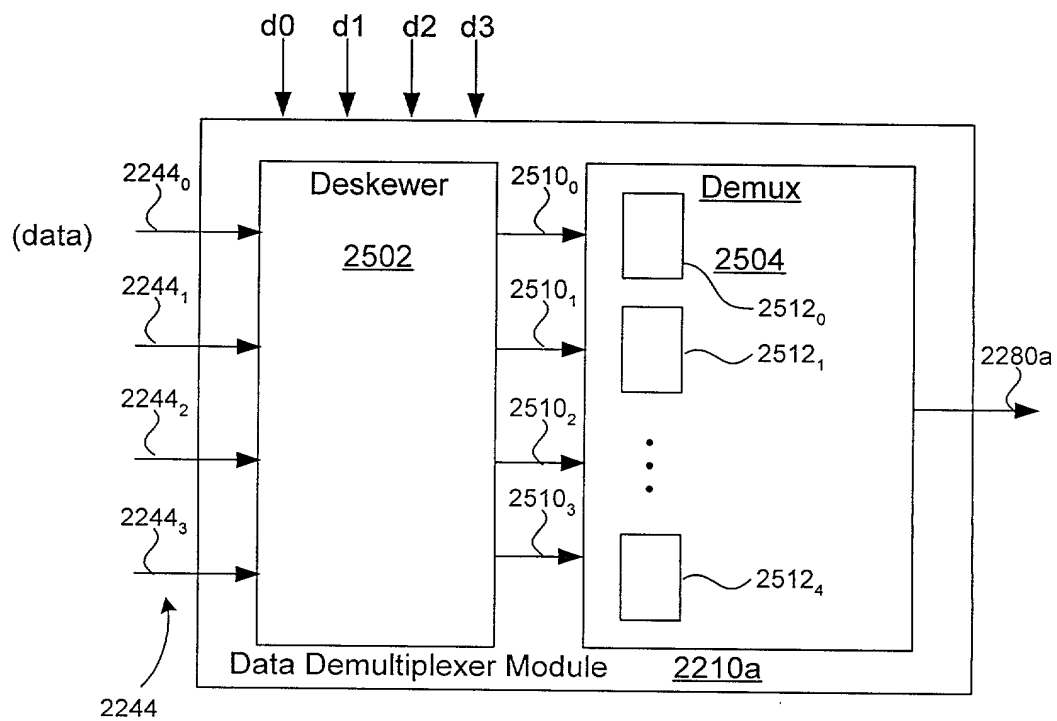 d0 d1 d2 d3
2244₀
2510₀
Deskewer
Demux
(data)
2502
2504
2512₀
2244₁
2510₁
2512₁
2280a
2244₂
2510₂
2244₃
2510₃
2512₄
Data Demultiplexer Module 2210a
2244